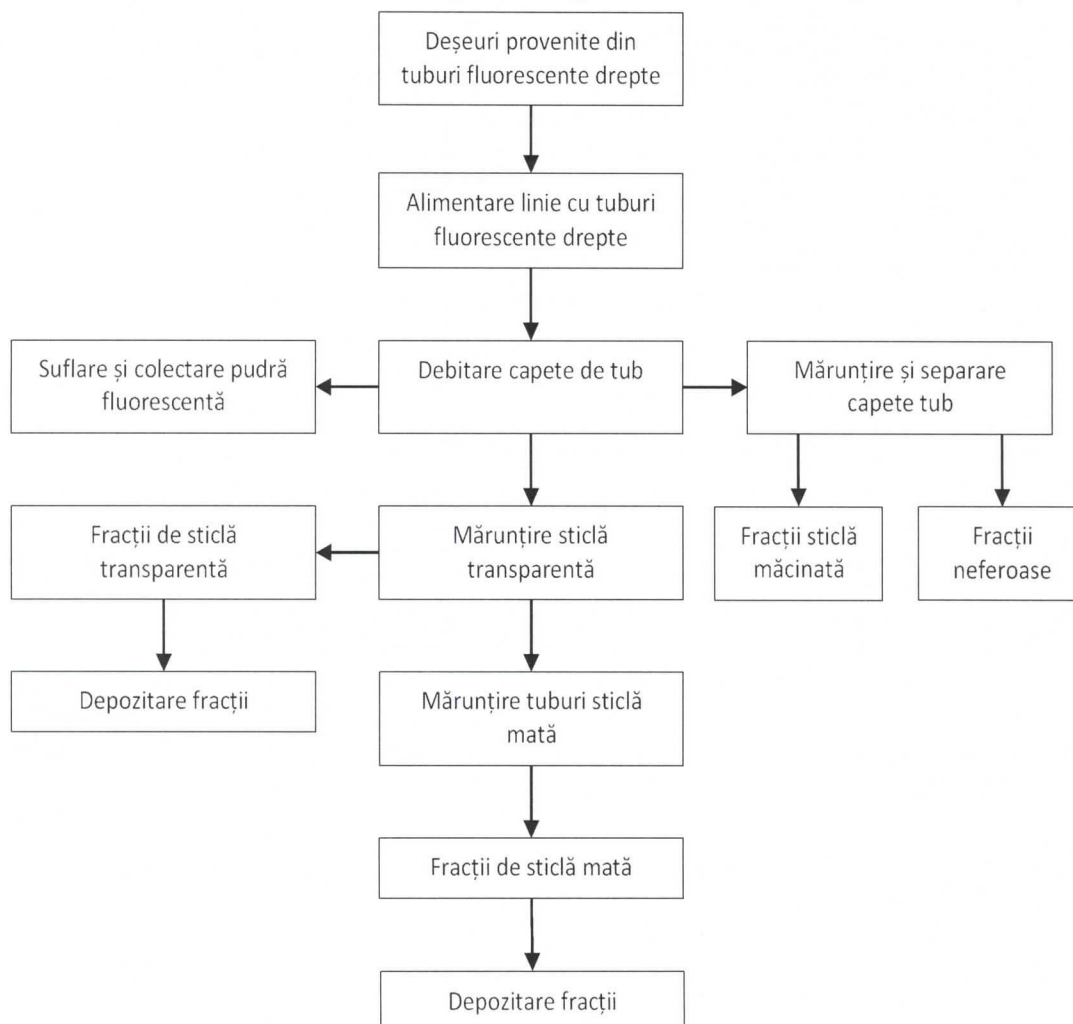 Deșeuri provenite din
tuburi fluorescente drepte
Alimentare linie cu tuburi
fluorescente drepte
Suflare și colectare pudră
fluorescentă
Debitare capete de tub
Mărunțire și separare
capete tub
Fracții de sticlă
transparentă
Mărunțire sticlă
transparentă
Fracții sticlă
măcinată
Fracții
neferoase
Depozitare fracții
Mărunțire tuburi sticlă
mată
Fracții de sticlă mată
Depozitare fracții